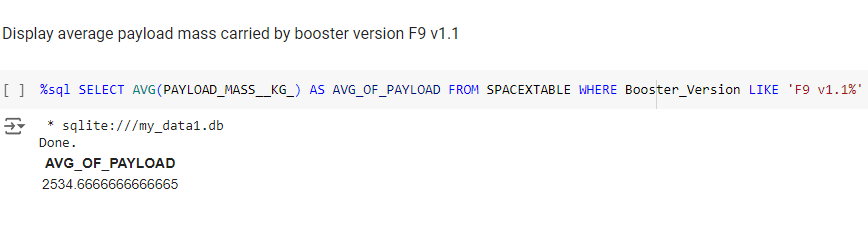 Display average payload mass carried by booster version F9 v1.1
[ ] %sql SELECT AVG(PAYLOAD_MASS__KG_) AS AVG_OF_PAYLOAD FROM SPACEXTABLE WHERE Booster_Version LIKE 'F9 v1.1%'
* sqlite:///my_data1.db
Done.
AVG_OF_PAYLOAD
2534.6666666666665